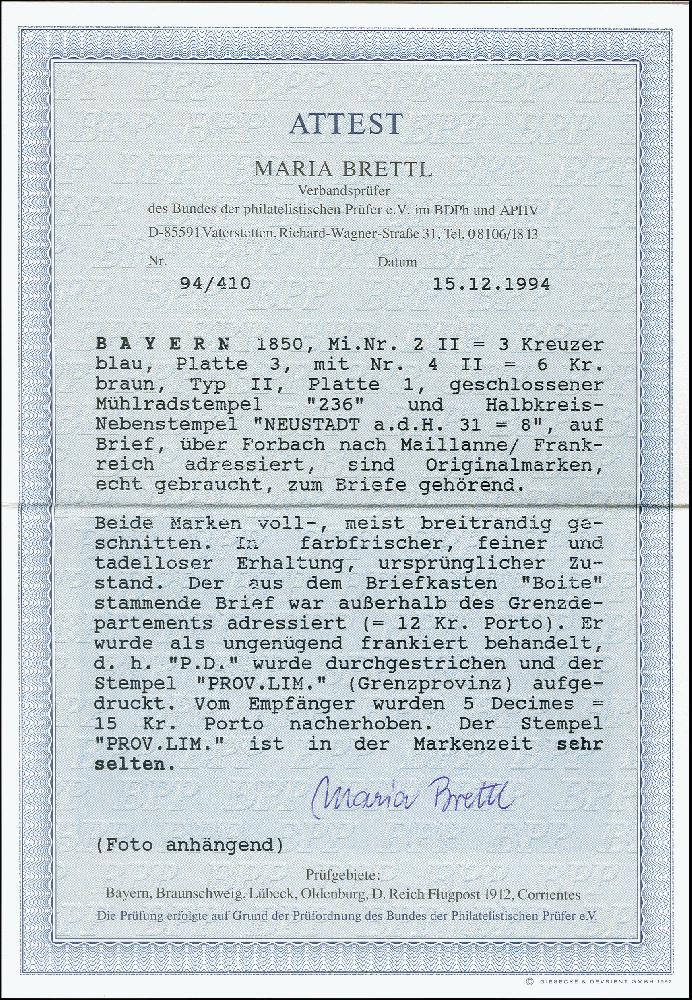 ATTEST
MARIA BRETTL
Verbandsprüfer
des Bundes der philatelistischen Prüfer e.V. im BDPh und APHV
D-85591 Vaterstetten, Richard-Wagner-Straße 31, Tel. 08106/1813
Nr. Datum
94/410 15.12.1994
B A Y E R N 1850, Mi.Nr. 2 II = 3 Kreuzer
blau, Platte 3, mit Nr. 4 II = 6 Kr.
braun, Typ II, Platte 1, geschlossener
Mühlradstempel "236" und Halbkreis-
Nebenstempel "NEUSTADT a.d.H. 31 = 8", auf
Brief, über Forbach nach Maillanne/ Frank-
reich adressiert, sind Originalmarken,
echt gebraucht, zum Briefe gehörend.
Beide Marken voll-, meist breitrandig ge-
schnitten. In farbfrischer, feiner und
tadelloser Erhaltung, ursprünglicher Zu-
stand. Der aus dem Briefkasten "Boite"
stammende Brief war außerhalb des Grenzde-
partements adressiert (= 12 Kr. Porto). Er
wurde als ungenügend frankiert behandelt,
d. h. "P.D." wurde durchgestrichen und der
Stempel "PROV.LIM." (Grenzprovinz) aufge-
druckt. Vom Empfänger wurden 5 Decimes =
15 Kr. Porto nacherhoben. Der Stempel
"PROV.LIM." ist in der Markenzeit sehr
selten.
Maria Brettl
(Foto anhängend)
Prüfgebiete:
Bayern, Braunschweig, Lübeck, Oldenburg, D. Reich Flugpost 1912, Corrientes
Die Prüfung erfolgte auf Grund der Prüfordnung des Bundes der Philatelistischen Prüfer e.V.
© GIESECKE & DEVRIENT GMBH 1992